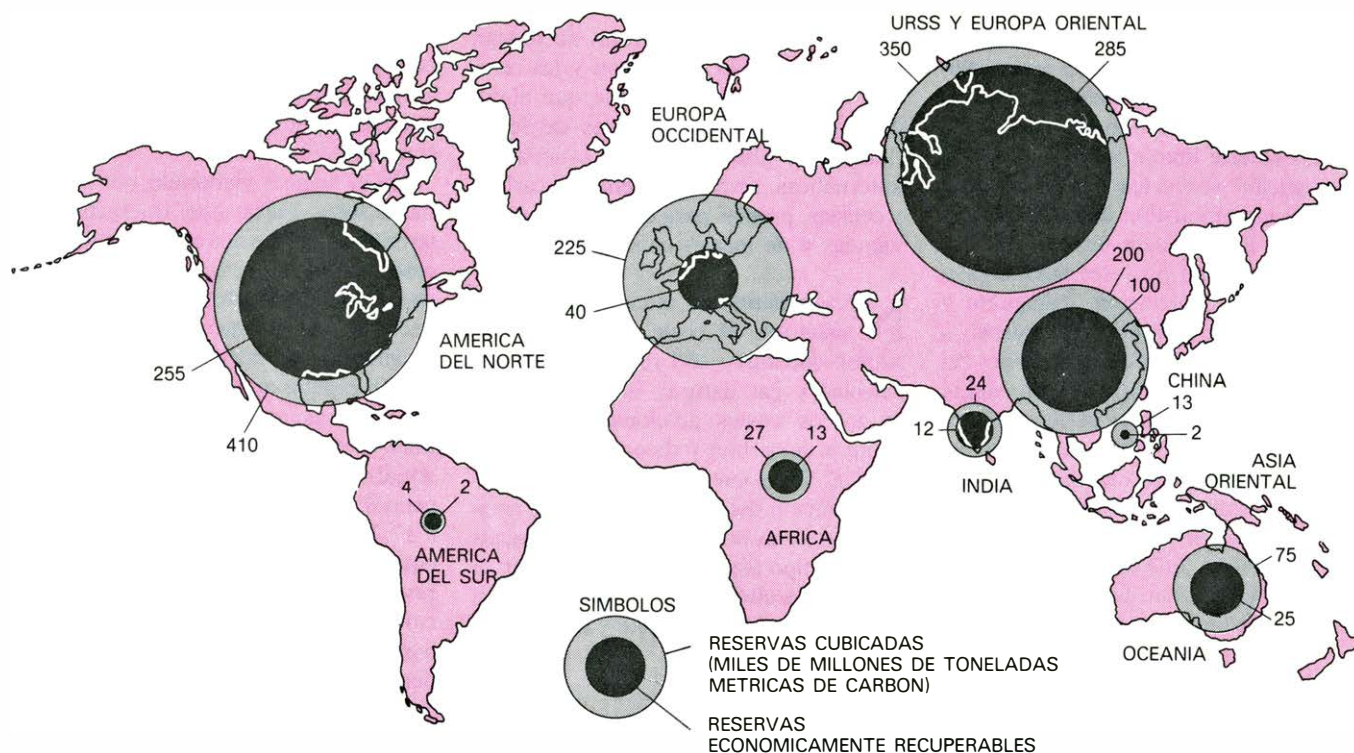 URSS Y EUROPA ORIENTAL
350
285
EUROPA
OCCIDENTAL
225
40
200
100
AMERICA
DEL NORTE
255
410
CHINA
24
12
INDIA
13
2
ASIA
ORIENTAL
27
13
AFRICA
4
2
AMERICA
DEL SUR
75
25
OCEANIA
SIMBOLOS
RESERVAS CUBICADAS
(MILES DE MILLONES DE TONELADAS
METRICAS DE CARBON)
RESERVAS
ECONOMICAMENTE RECUPERABLES